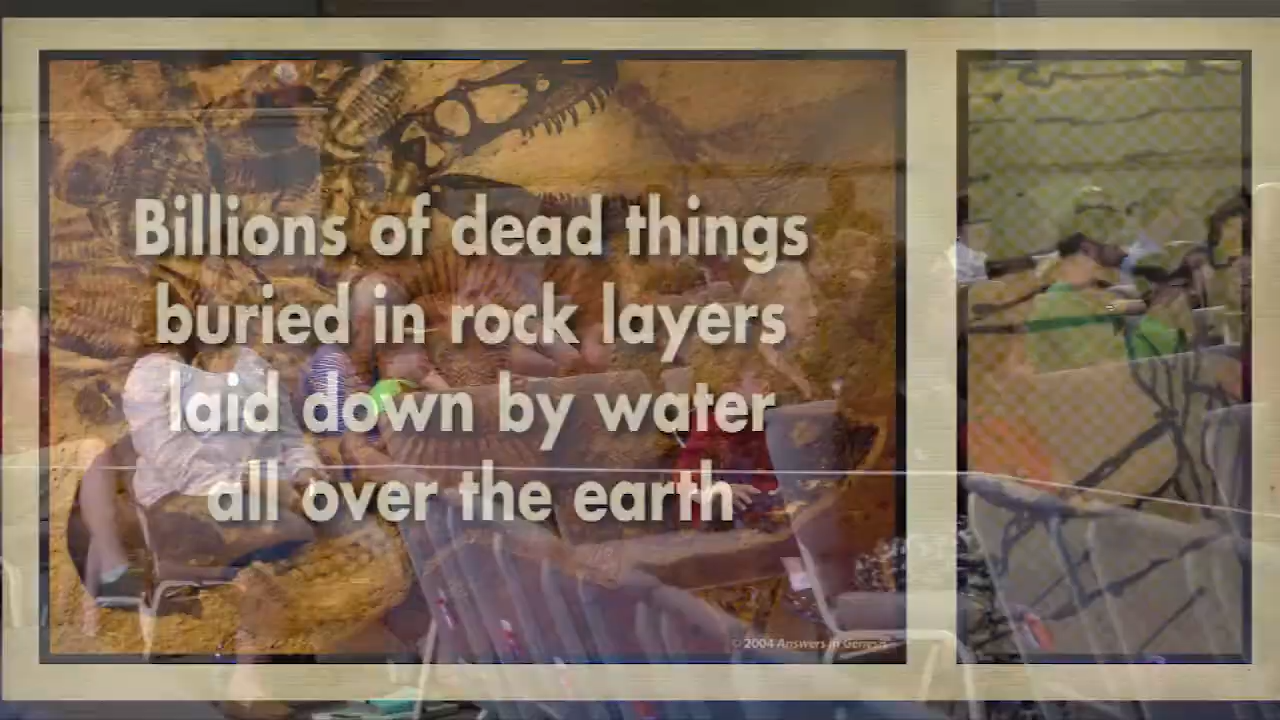 Billions of dead things
buried in rock layers
laid down by water
all over the earth
© 2004 Answers in Genesis